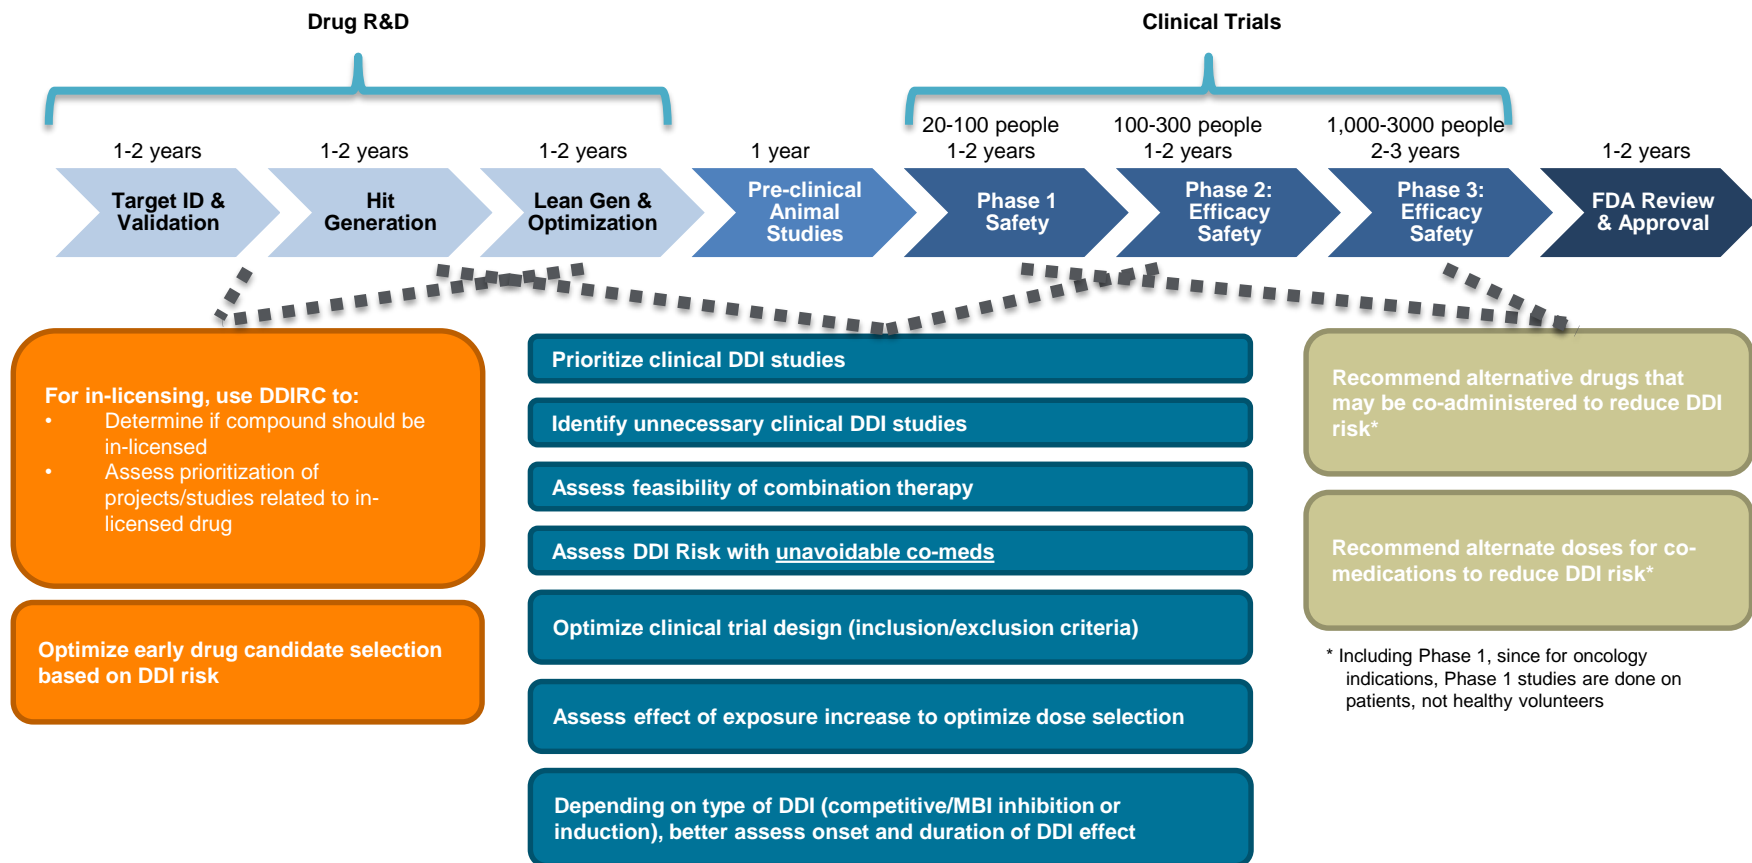 Drug R&D
Clinical Trials
20-100 people
100-300 people
1,000-3000 people
1-2 years
1-2 years
1-2 years
1 year
1-2 years
1-2 years
2-3 years
1-2 years
Target ID &
Validation
Hit
Generation
Lean Gen &
Optimization
Pre-clinical
Animal
Studies
Phase 1
Safety
Phase 2:
Efficacy
Safety
Phase 3:
Efficacy
Safety
FDA Review
& Approval
For in-licensing, use DDIRC to:
• Determine if compound should be
in-licensed
• Assess prioritization of
projects/studies related to in-
licensed drug
Optimize early drug candidate selection
based on DDI risk
Prioritize clinical DDI studies
Identify unnecessary clinical DDI studies
Assess feasibility of combination therapy
Assess DDI Risk with unavoidable co-meds
Optimize clinical trial design (inclusion/exclusion criteria)
Assess effect of exposure increase to optimize dose selection
Depending on type of DDI (competitive/MBI inhibition or
induction), better assess onset and duration of DDI effect
Recommend alternative drugs that
may be co-administered to reduce DDI
risk*
Recommend alternate doses for co-
medications to reduce DDI risk*
* Including Phase 1, since for oncology
indications, Phase 1 studies are done on
patients, not healthy volunteers